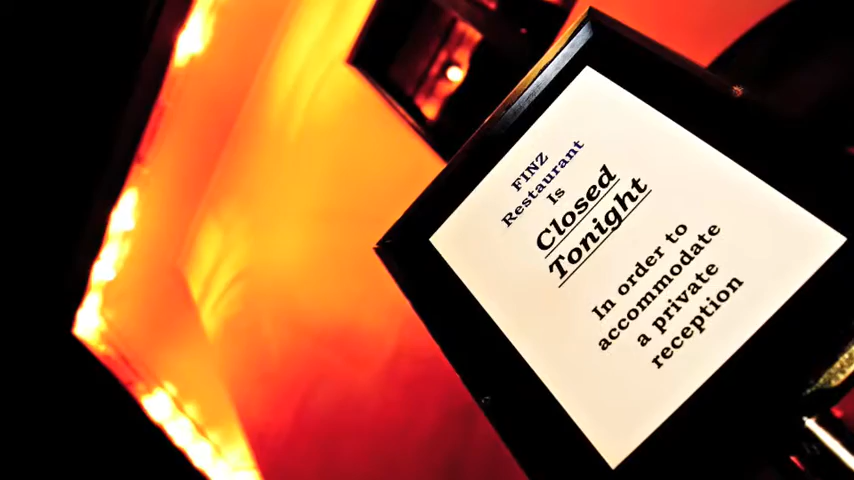 FINZ
Restaurant
Is
Closed
Tonight
In order to
accommodate
a private
reception